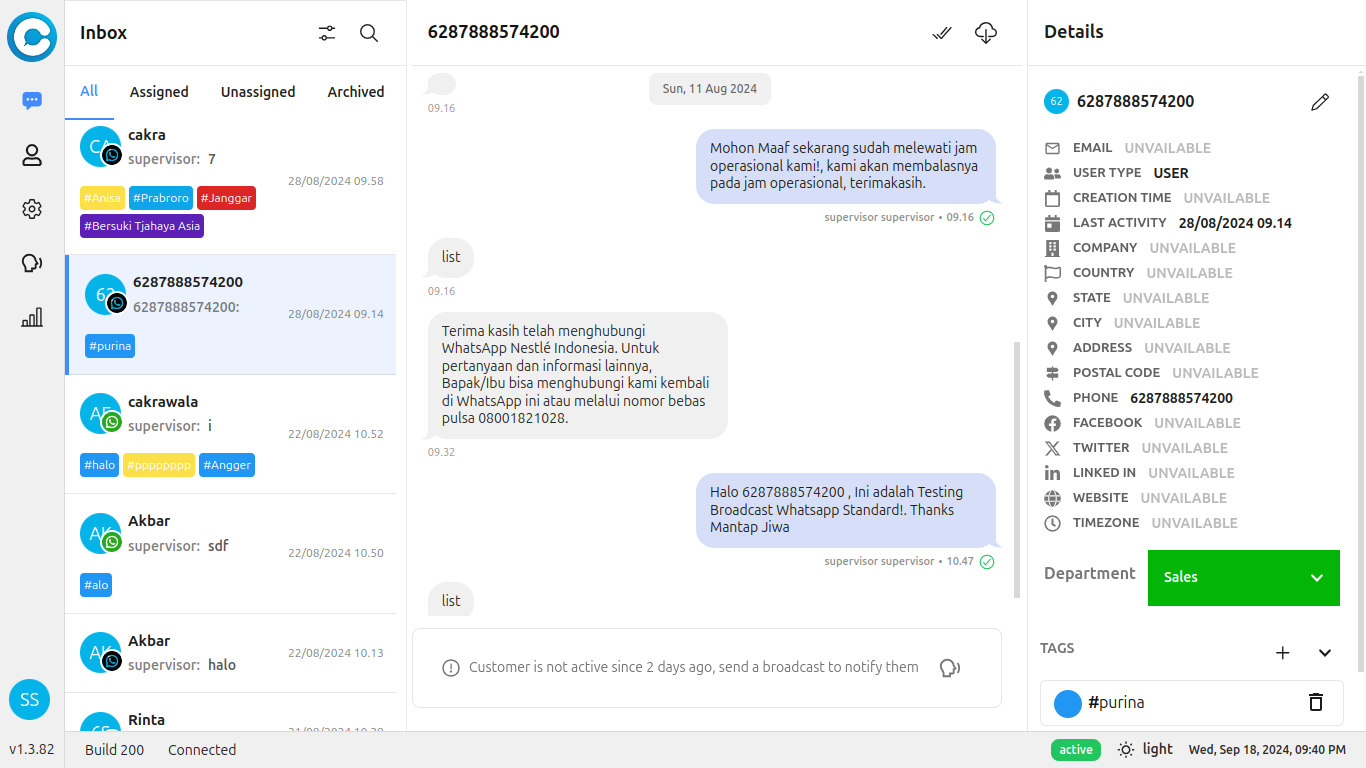 Inbox
All
Assigned
Unassigned
Archived
cakra
supervisor: 7
28/08/2024 09.58
#Anisa
#Prabroro
#Janggar
#Bersuki Tjahaya Asia
6287888574200
6287888574200:
28/08/2024 09.14
#purina
cakrawala
supervisor: i
22/08/2024 10.52
#halo
#pppppppp
#Angger
Akbar
supervisor: sdf
22/08/2024 10.50
#alo
Akbar
supervisor: halo
22/08/2024 10.13
Rinta
SS
v1.3.82
Build 200
Connected
6287888574200
09.16
Sun, 11 Aug 2024
Mohon Maaf sekarang sudah melewati jam
operasional kami!, kami akan membalasnya
pada jam operasional, terimakasih.
supervisor supervisor • 09.16
list
09.16
Terima kasih telah menghubungi
WhatsApp Nestlé Indonesia. Untuk
pertanyaan dan informasi lainnya,
Bapak/Ibu bisa menghubungi kami kembali
di WhatsApp ini atau melalui nomor bebas
pulsa 08001821028.
09.32
Halo 6287888574200 , Ini adalah Testing
Broadcast Whatsapp Standard!. Thanks
Mantap Jiwa
supervisor supervisor • 10.47
list
Customer is not active since 2 days ago, send a broadcast to notify them
Details
62
6287888574200
EMAIL UNVAILABLE
USER TYPE USER
CREATION TIME UNVAILABLE
LAST ACTIVITY 28/08/2024 09.14
COMPANY UNVAILABLE
COUNTRY UNVAILABLE
STATE UNVAILABLE
CITY UNVAILABLE
ADDRESS UNVAILABLE
POSTAL CODE UNVAILABLE
PHONE 6287888574200
FACEBOOK UNVAILABLE
TWITTER UNVAILABLE
LINKED IN UNVAILABLE
WEBSITE UNVAILABLE
TIMEZONE UNVAILABLE
Department
Sales
TAGS
#purina
active
light
Wed, Sep 18, 2024, 09:40 PM